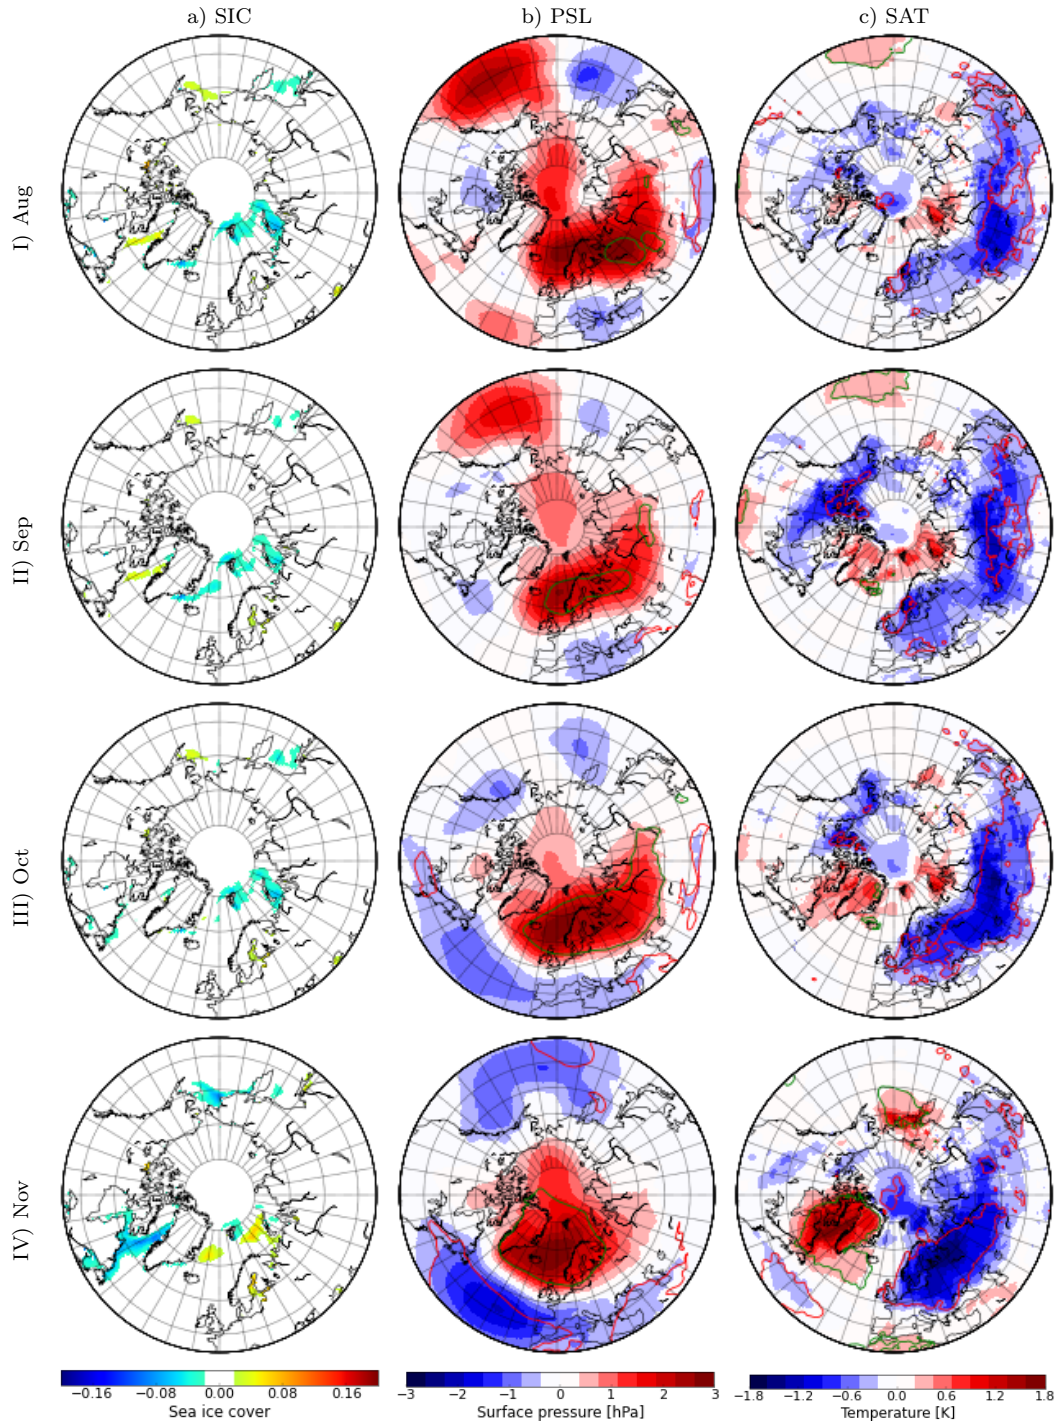 a) SIC b) PSL c) SAT
I) Aug
II) Sep
III) Oct
IV) Nov
−0.16 −0.08 0.00 0.08 0.16
Sea ice cover
−3 −2 −1 0 1 2 3
Surface pressure [hPa]
−1.8 −1.2 −0.6 0.0 0.6 1.2 1.8
Temperature [K]